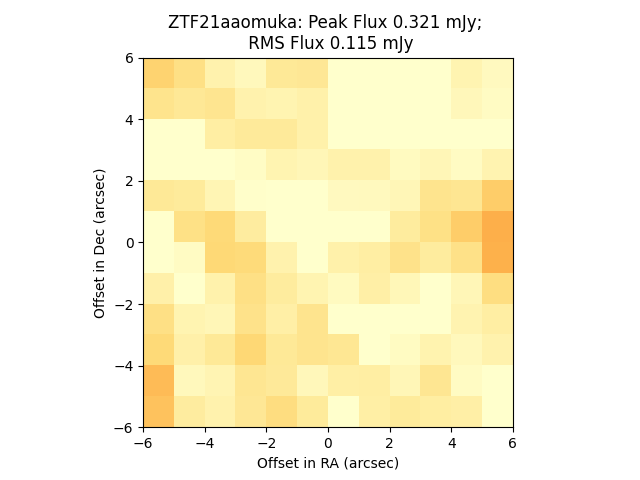 ZTF21aaomuka: Peak Flux 0.321 mJy;
RMS Flux 0.115 mJy
6
4
2
0
−2
−4
−6
Offset in Dec (arcsec)
−6 −4 −2 0 2 4 6
Offset in RA (arcsec)